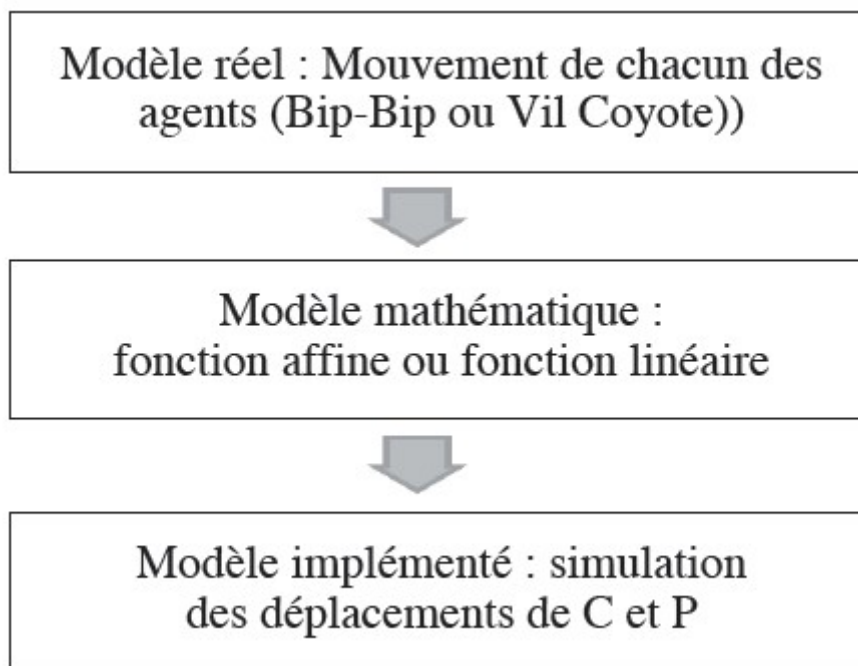 Modèle réel : Mouvement de chacun des
agents (Bip-Bip ou Vil Coyote))
Modèle mathématique :
fonction affine ou fonction linéaire
Modèle implémenté : simulation
des déplacements de C et P